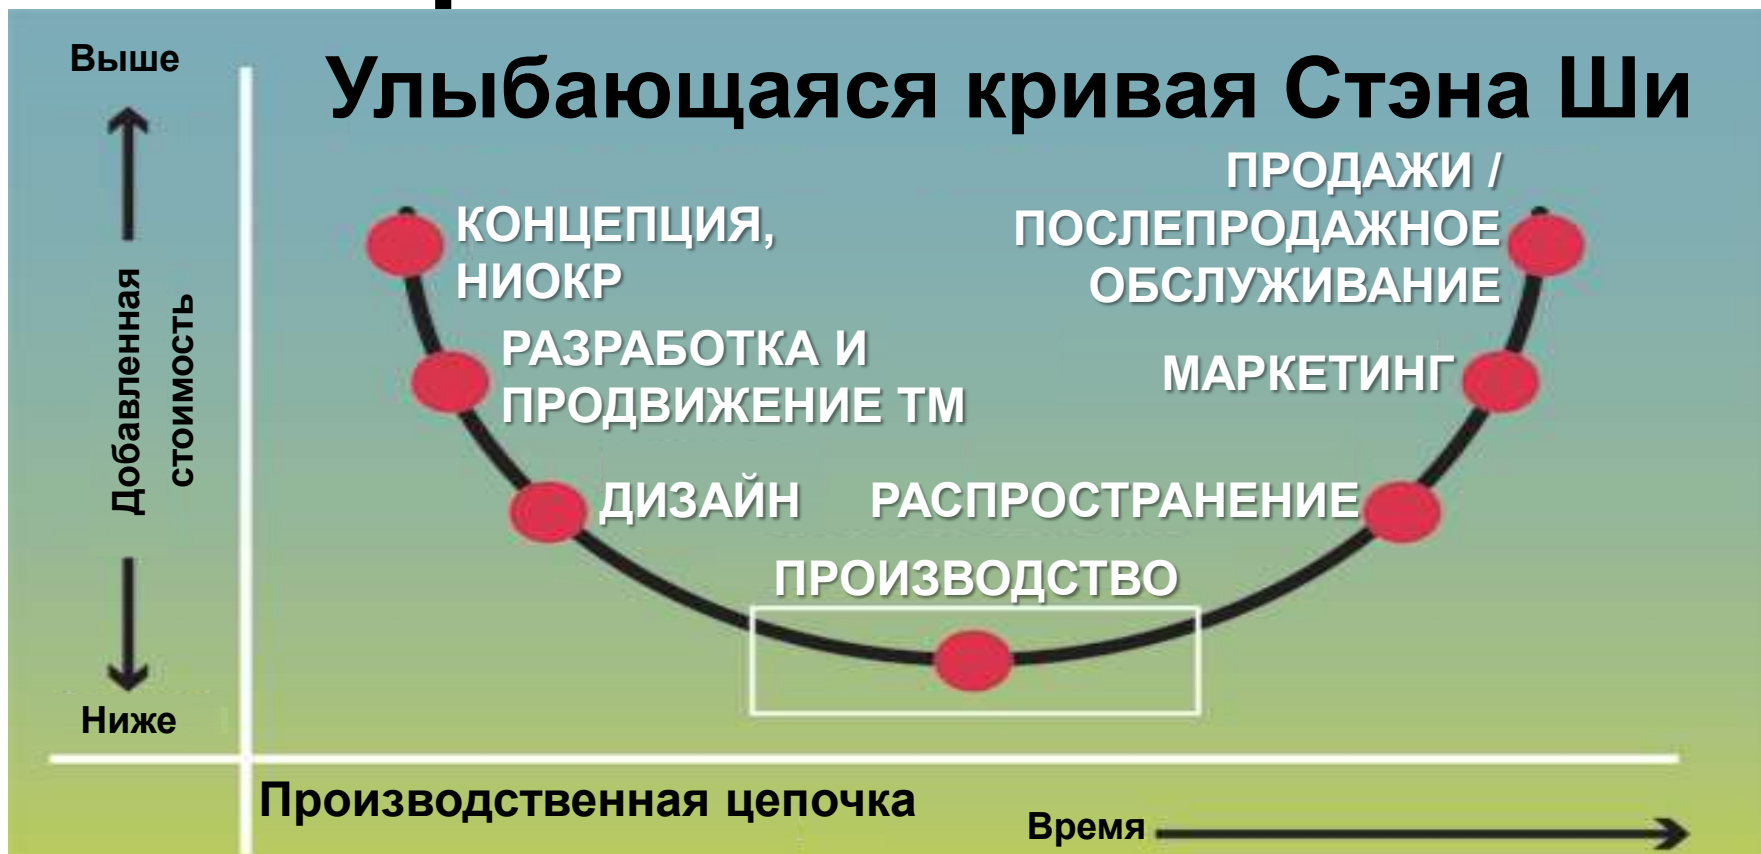 Выше
Улыбающаяся кривая Стэна Ши
ПРОДАЖИ /
ПОСЛЕПРОДАЖНОЕ
ОБСЛУЖИВАНИЕ
КОНЦЕПЦИЯ,
НИОКР
РАЗРАБОТКА И
ПРОДВИЖЕНИЕ ТМ
МАРКЕТИНГ
Добавленная
стоимость
ДИЗАЙН
РАСПРОСТРАНЕНИЕ
ПРОИЗВОДСТВО
Ниже
Производственная цепочка
Время